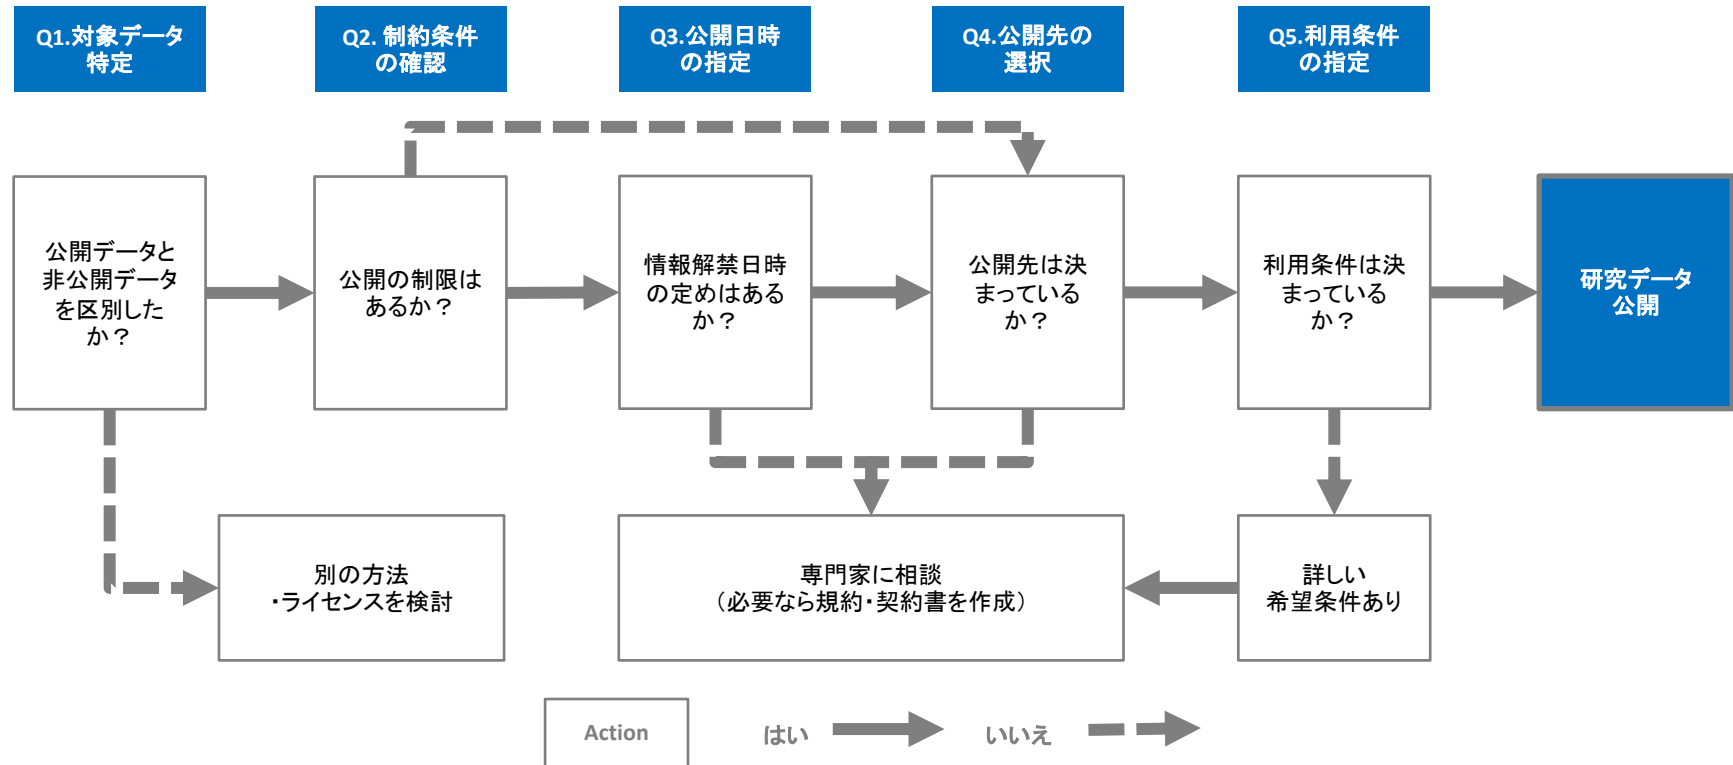 Q1.対象データ
特定
Q2. 制約条件
の確認
Q3.公開日時
の指定
Q4.公開先の
選択
Q5.利用条件
の指定
公開データと
非公開データ
を区別した
か？
公開の制限は
あるか？
情報解禁日時
の定めはある
か？
公開先は決
まっている
か？
利用条件は決
まっている
か？
研究データ
公開
別の方法
・ライセンスを検討
専門家に相談
（必要なら規約・契約書を作成）
詳しい
希望条件あり
Action
はい
いいえ